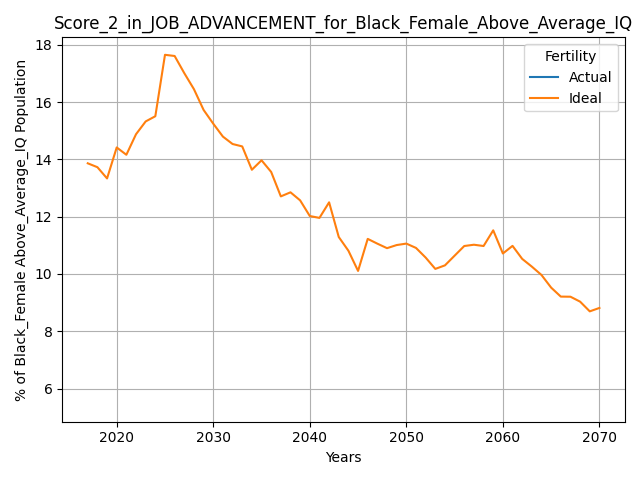 Score_2_in_JOB_ADVANCEMENT_for_Black_Female_Above_Average_IQ
Fertility
Actual
Ideal
% of Black_Female Above_Average_IQ Population
18
16
14
12
10
8
6
2020 2030 2040 2050 2060 2070
Years